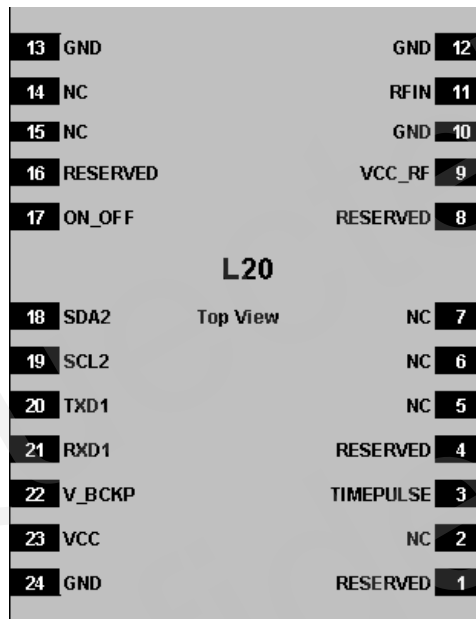 13 GND GND 12
14 NC RFIN 11
15 NC GND 10
16 RESERVED VCC_RF 9
17 ON_OFF RESERVED 8
L20
18 SDA2 Top View NC 7
19 SCL2 NC 6
20 TXD1 NC 5
21 RXD1 RESERVED 4
22 V_BCKP TIMEPULSE 3
23 VCC NC 2
24 GND RESERVED 1